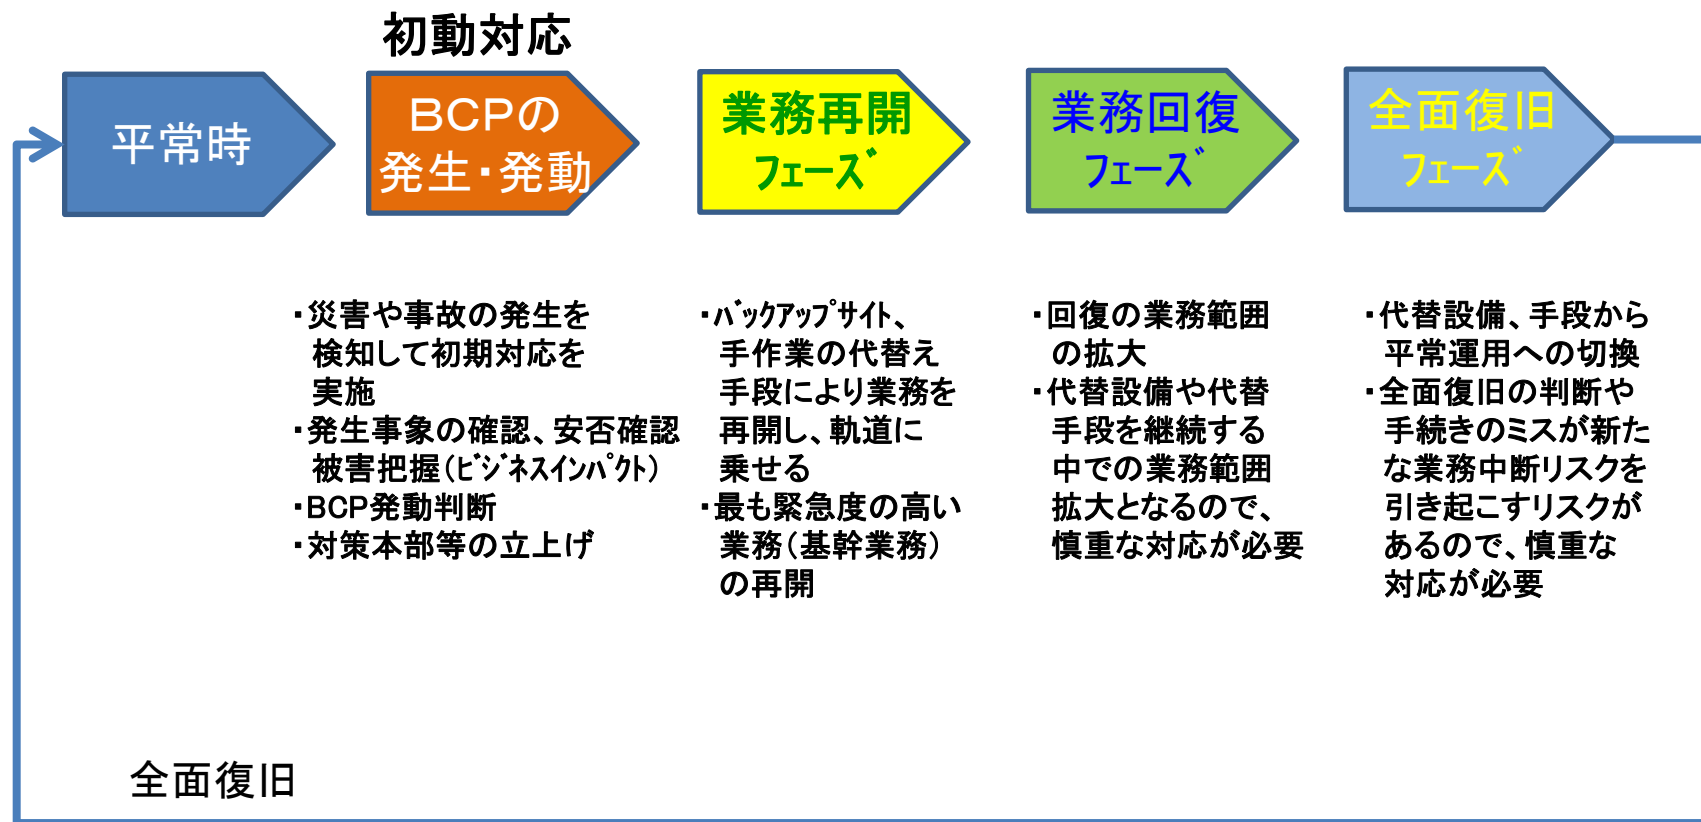 初動対応
平常時
BCPの
発生・発動
業務再開
フェーズ
業務回復
フェーズ
全面復旧
フェーズ
・災害や事故の発生を
検知して初期対応を
実施
・発生事象の確認、安否確認
被害把握(ビジネスインパクト)
・BCP発動判断
・対策本部等の立上げ
・バックアップサイト、
手作業の代替え
手段により業務を
再開し、軌道に
乗せる
・最も緊急度の高い
業務(基幹業務)
の再開
・回復の業務範囲
の拡大
・代替設備や代替
手段を継続する
中での業務範囲
拡大となるので、
慎重な対応が必要
・代替設備、手段から
平常運用への切換
・全面復旧の判断や
手続きのミスが新た
な業務中断リスクを
引き起こすリスクが
あるので、慎重な
対応が必要
全面復旧